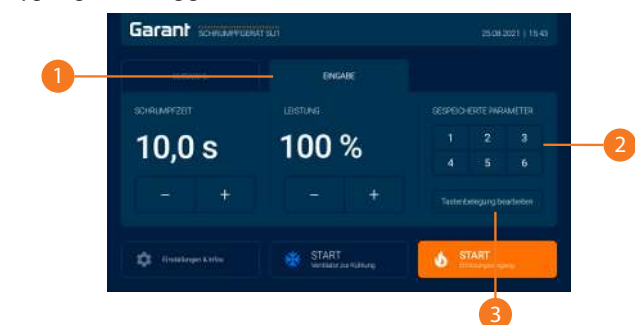 Garant SCHRUMPFGERÄT SU1
25.08.2021 | 15:43
1
EINGABE
SCHRUMPFZEIT
LEISTUNG
GESPEICHERTE PARAMETER
10,0 s
100 %
1 2 3
4 5 6
2
− +
− +
Tastenbelegung bearbeiten
Einstellungen & Infos
START
Ventilator zur Kühlung
START
3